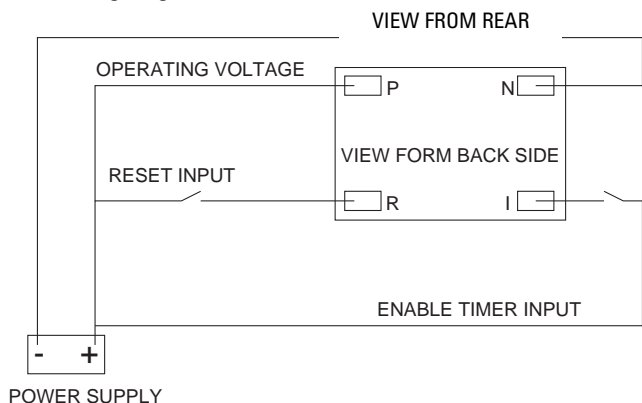 VIEW FROM REAR
OPERATING VOLTAGE
P N
VIEW FORM BACK SIDE
RESET INPUT
R I
ENABLE TIMER INPUT
- +
POWER SUPPLY